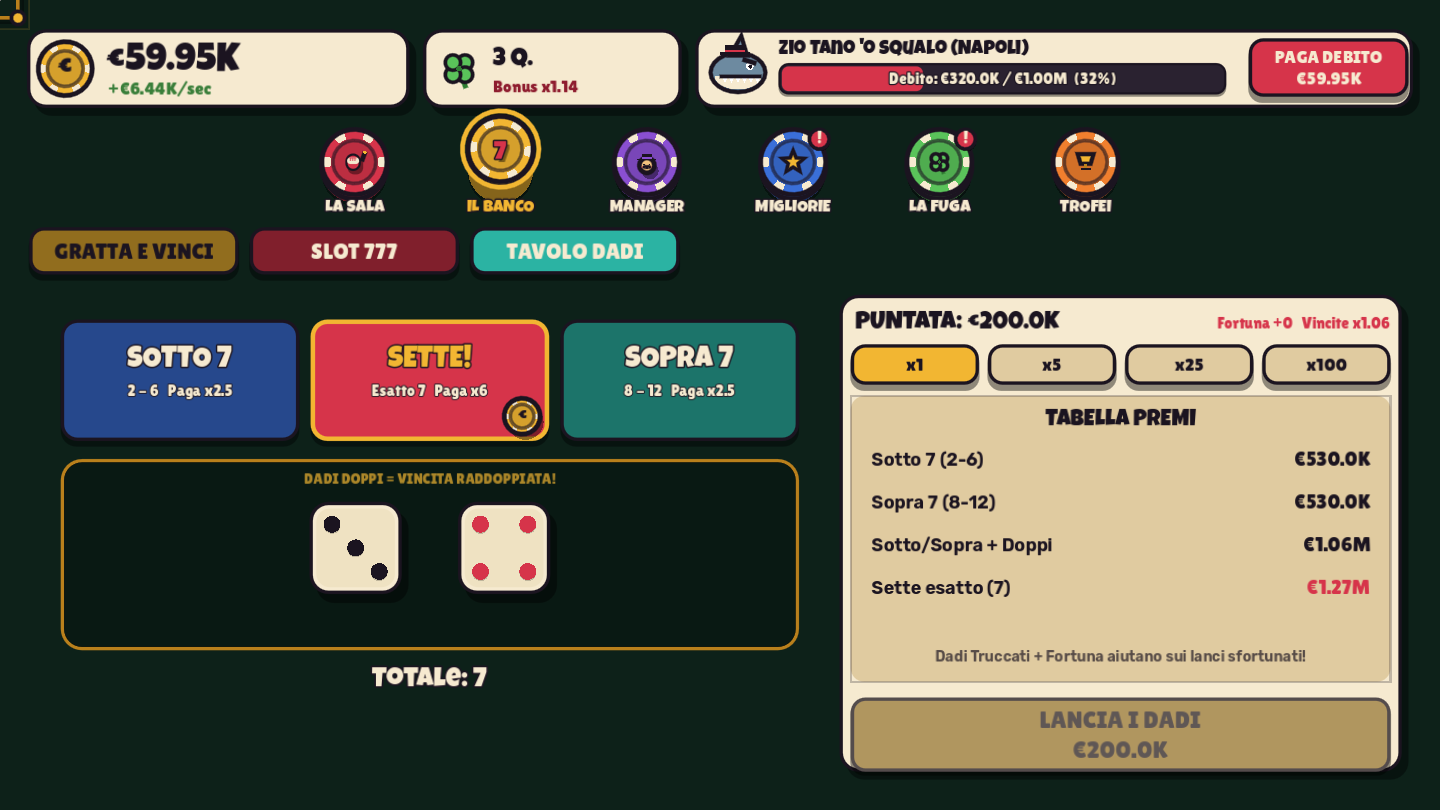 €59.95K
+€6.44K/sec
3 Q.
Bonus x1.14
ZIO TANO 'O SQUALO (NAPOLI)
Debito: €320.0K / €1.00M (32%)
PAGA DEBITO
€59.95K
LA SALA
7
IL BANCO
MANAGER
!
MIGLIORIE
!
LA FUGA
TROFEI
GRATTA E VINCI
SLOT 777
TAVOLO DADI
SOTTO 7
2 - 6 Paga x2.5
SETTE!
Esatto 7 Paga x6
€
SOPRA 7
8 - 12 Paga x2.5
DADI DOPPI = VINCITA RADDOPPIATA!
TOTALE: 7
PUNTATA: €200.0K
Fortuna +0 Vincite x1.06
x1
x5
x25
x100
TABELLA PREMI
Sotto 7 (2-6) €530.0K
Sopra 7 (8-12) €530.0K
Sotto/Sopra + Doppi €1.06M
Sette esatto (7) €1.27M
Dadi Truccati + Fortuna aiutano sui lanci sfortunati!
LANCIA I DADI
€200.0K